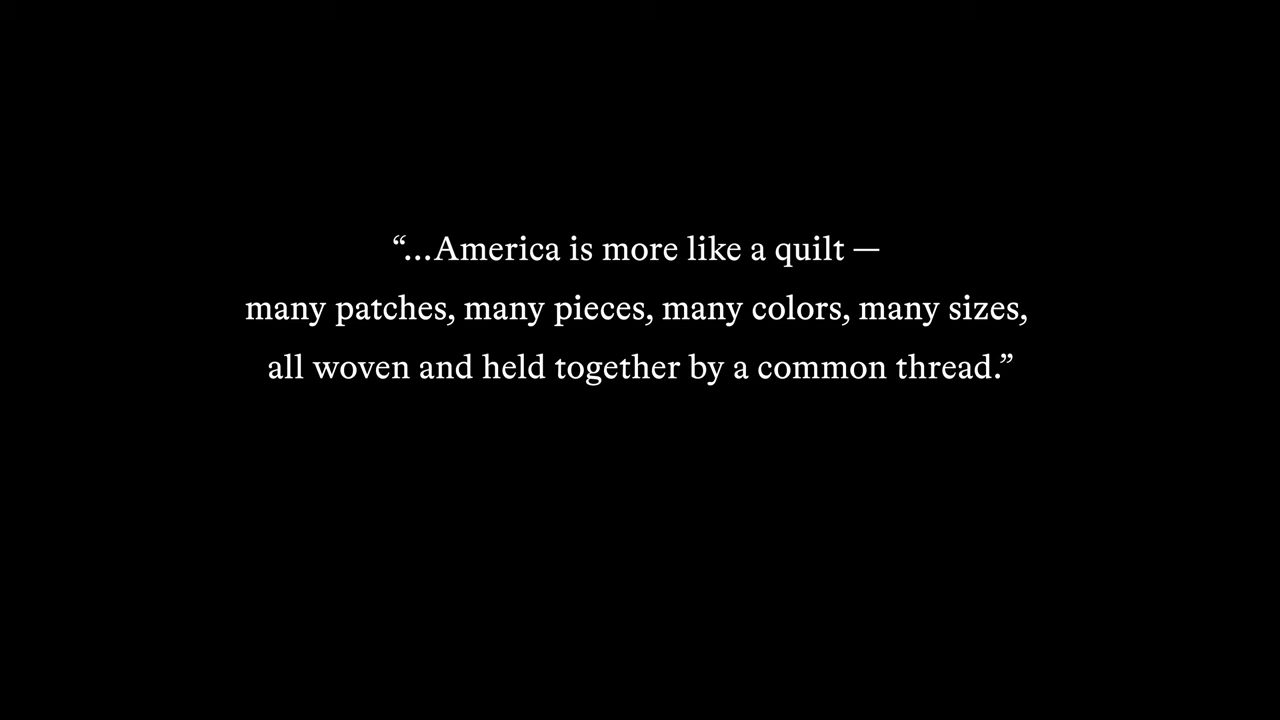 “…America is more like a quilt —
many patches, many pieces, many colors, many sizes,
all woven and held together by a common thread.”